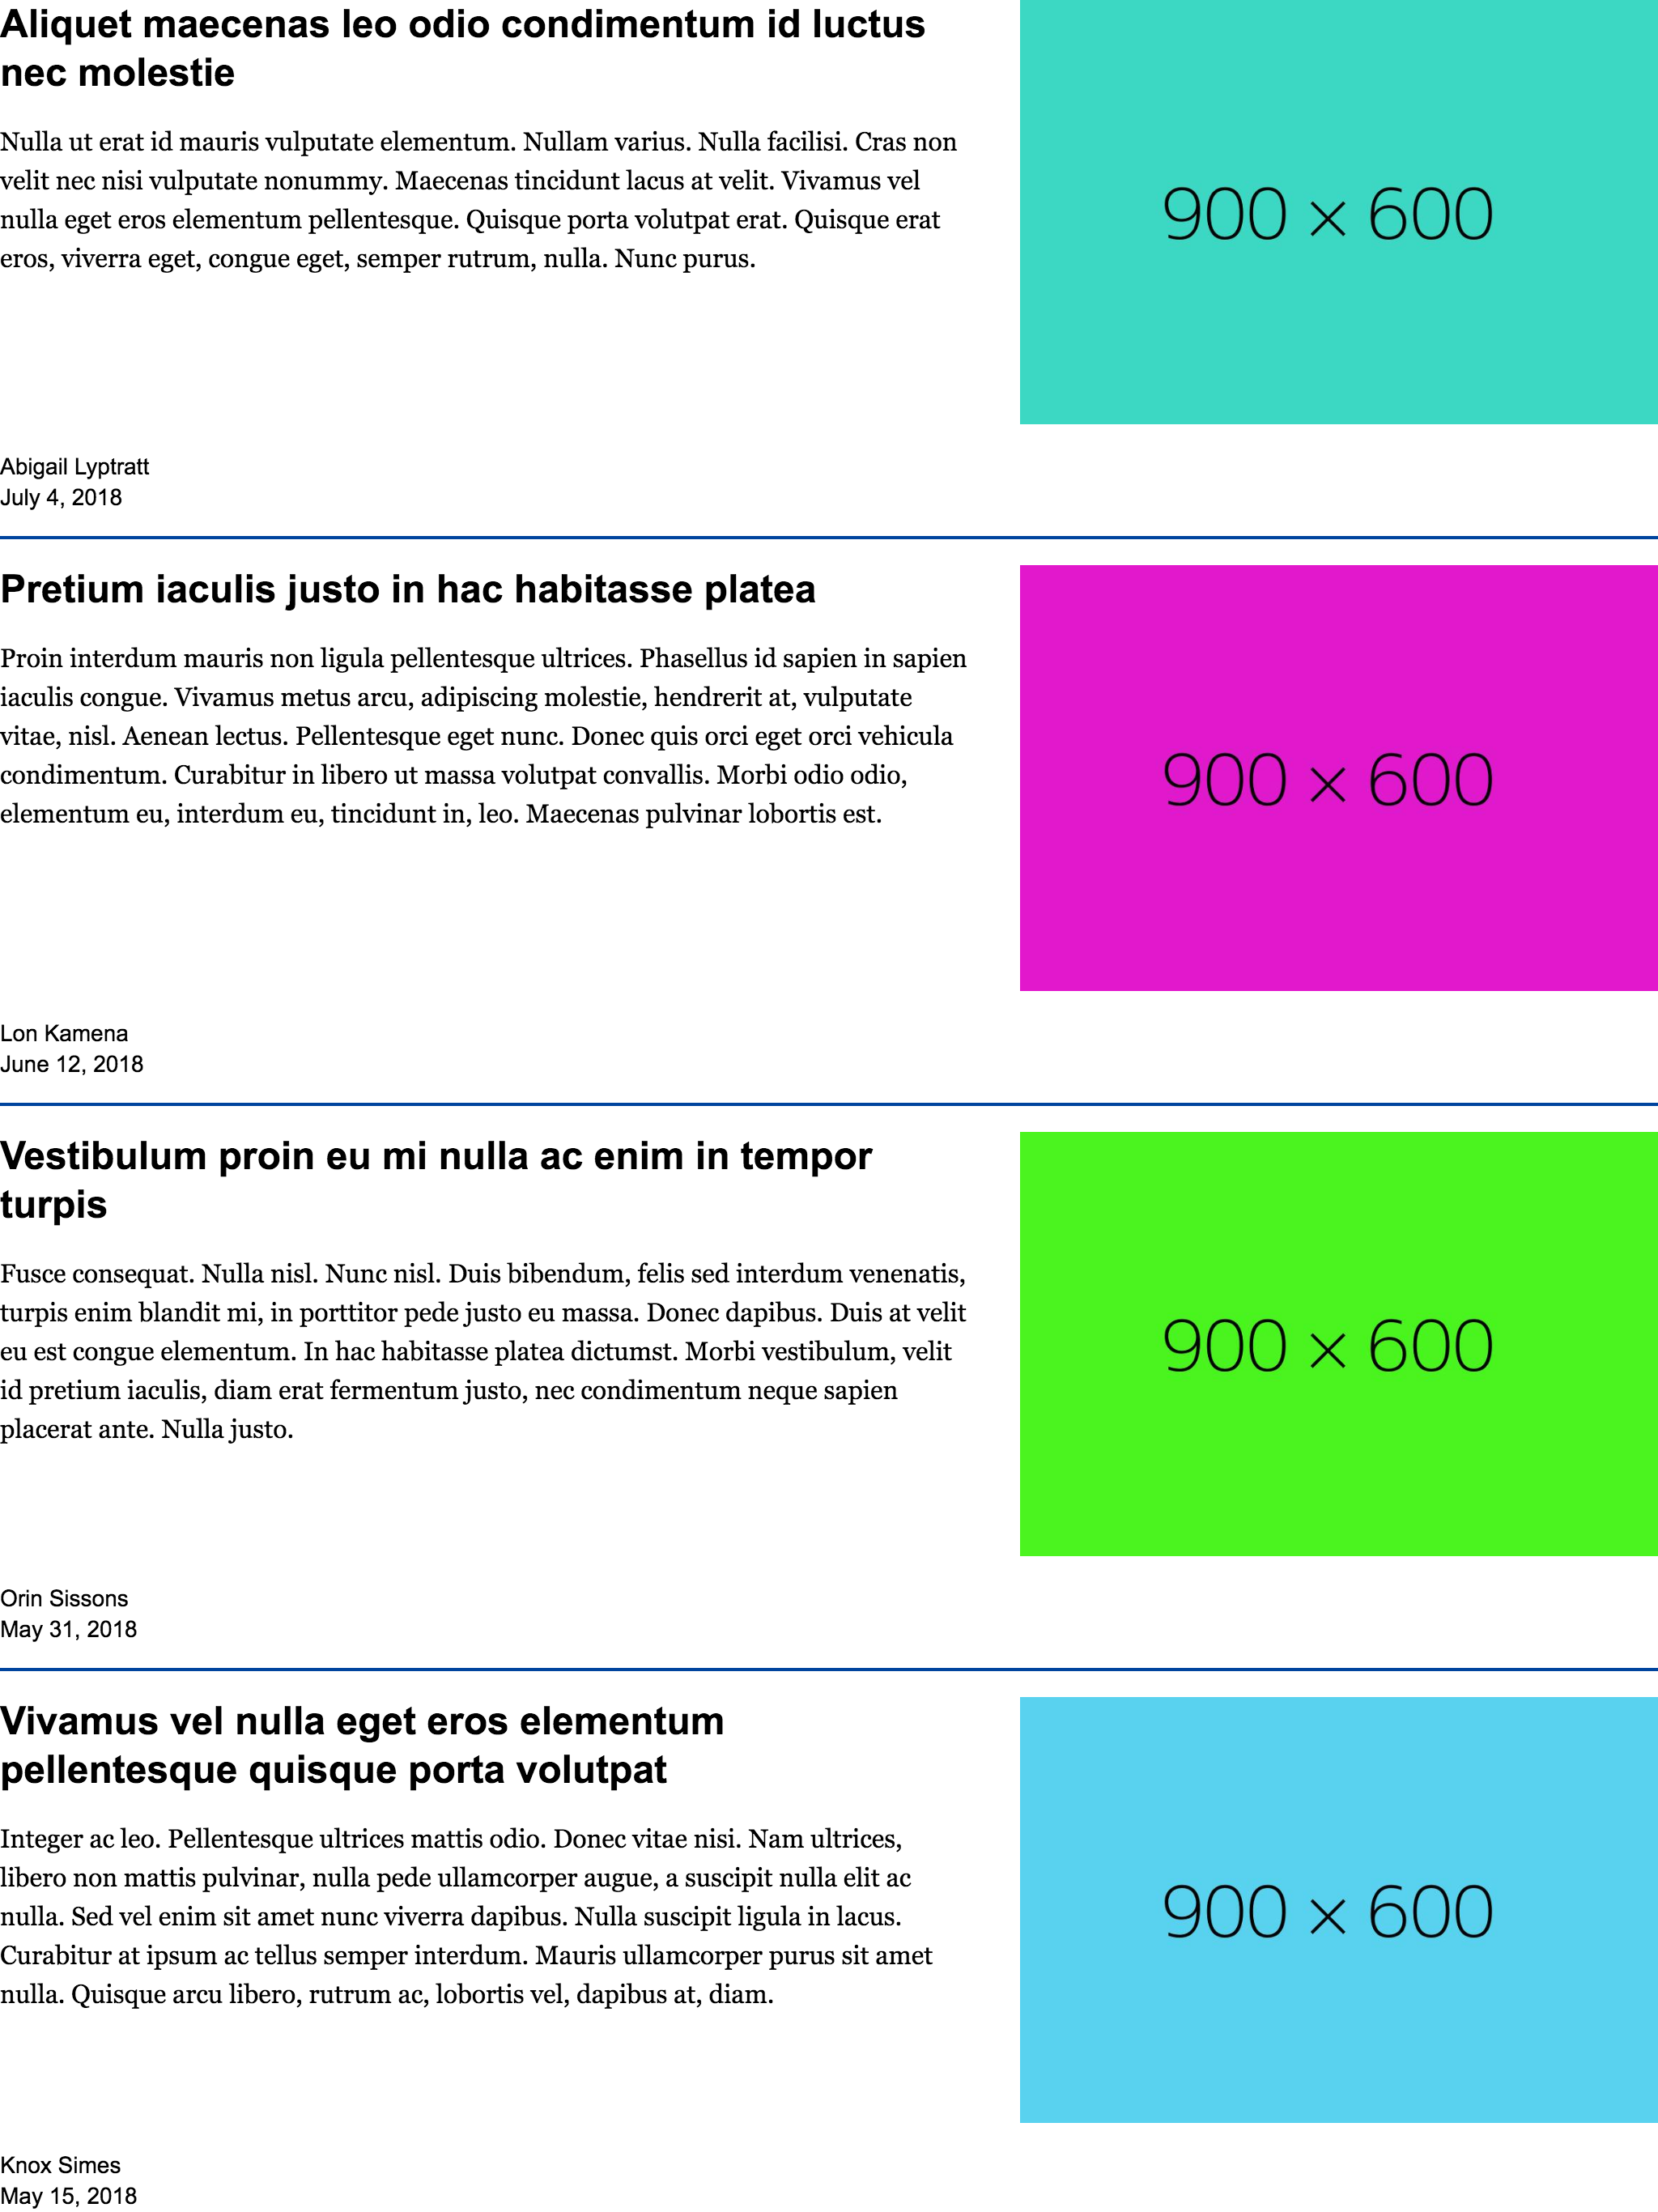 Aliquet maecenas leo odio condimentum id luctus
nec molestie
Nulla ut erat id mauris vulputate elementum. Nullam varius. Nulla facilisi. Cras non
velit nec nisi vulputate nonummy. Maecenas tincidunt lacus at velit. Vivamus vel
nulla eget eros elementum pellentesque. Quisque porta volutpat erat. Quisque erat
eros, viverra eget, congue eget, semper rutrum, nulla. Nunc purus.
900 × 600
Abigail Lyptratt
July 4, 2018
Pretium iaculis justo in hac habitasse platea
Proin interdum mauris non ligula pellentesque ultrices. Phasellus id sapien in sapien
iaculis congue. Vivamus metus arcu, adipiscing molestie, hendrerit at, vulputate
vitae, nisl. Aenean lectus. Pellentesque eget nunc. Donec quis orci eget orci vehicula
condimentum. Curabitur in libero ut massa volutpat convallis. Morbi odio odio,
elementum eu, interdum eu, tincidunt in, leo. Maecenas pulvinar lobortis est.
900 × 600
Lon Kamena
June 12, 2018
Vestibulum proin eu mi nulla ac enim in tempor
turpis
Fusce consequat. Nulla nisl. Nunc nisl. Duis bibendum, felis sed interdum venenatis,
turpis enim blandit mi, in porttitor pede justo eu massa. Donec dapibus. Duis at velit
eu est congue elementum. In hac habitasse platea dictumst. Morbi vestibulum, velit
id pretium iaculis, diam erat fermentum justo, nec condimentum neque sapien
placerat ante. Nulla justo.
900 × 600
Orin Sissons
May 31, 2018
Vivamus vel nulla eget eros elementum
pellentesque quisque porta volutpat
Integer ac leo. Pellentesque ultrices mattis odio. Donec vitae nisi. Nam ultrices,
libero non mattis pulvinar, nulla pede ullamcorper augue, a suscipit nulla elit ac
nulla. Sed vel enim sit amet nunc viverra dapibus. Nulla suscipit ligula in lacus.
Curabitur at ipsum ac tellus semper interdum. Mauris ullamcorper purus sit amet
nulla. Quisque arcu libero, rutrum ac, lobortis vel, dapibus at, diam.
900 × 600
Knox Simes
May 15, 2018